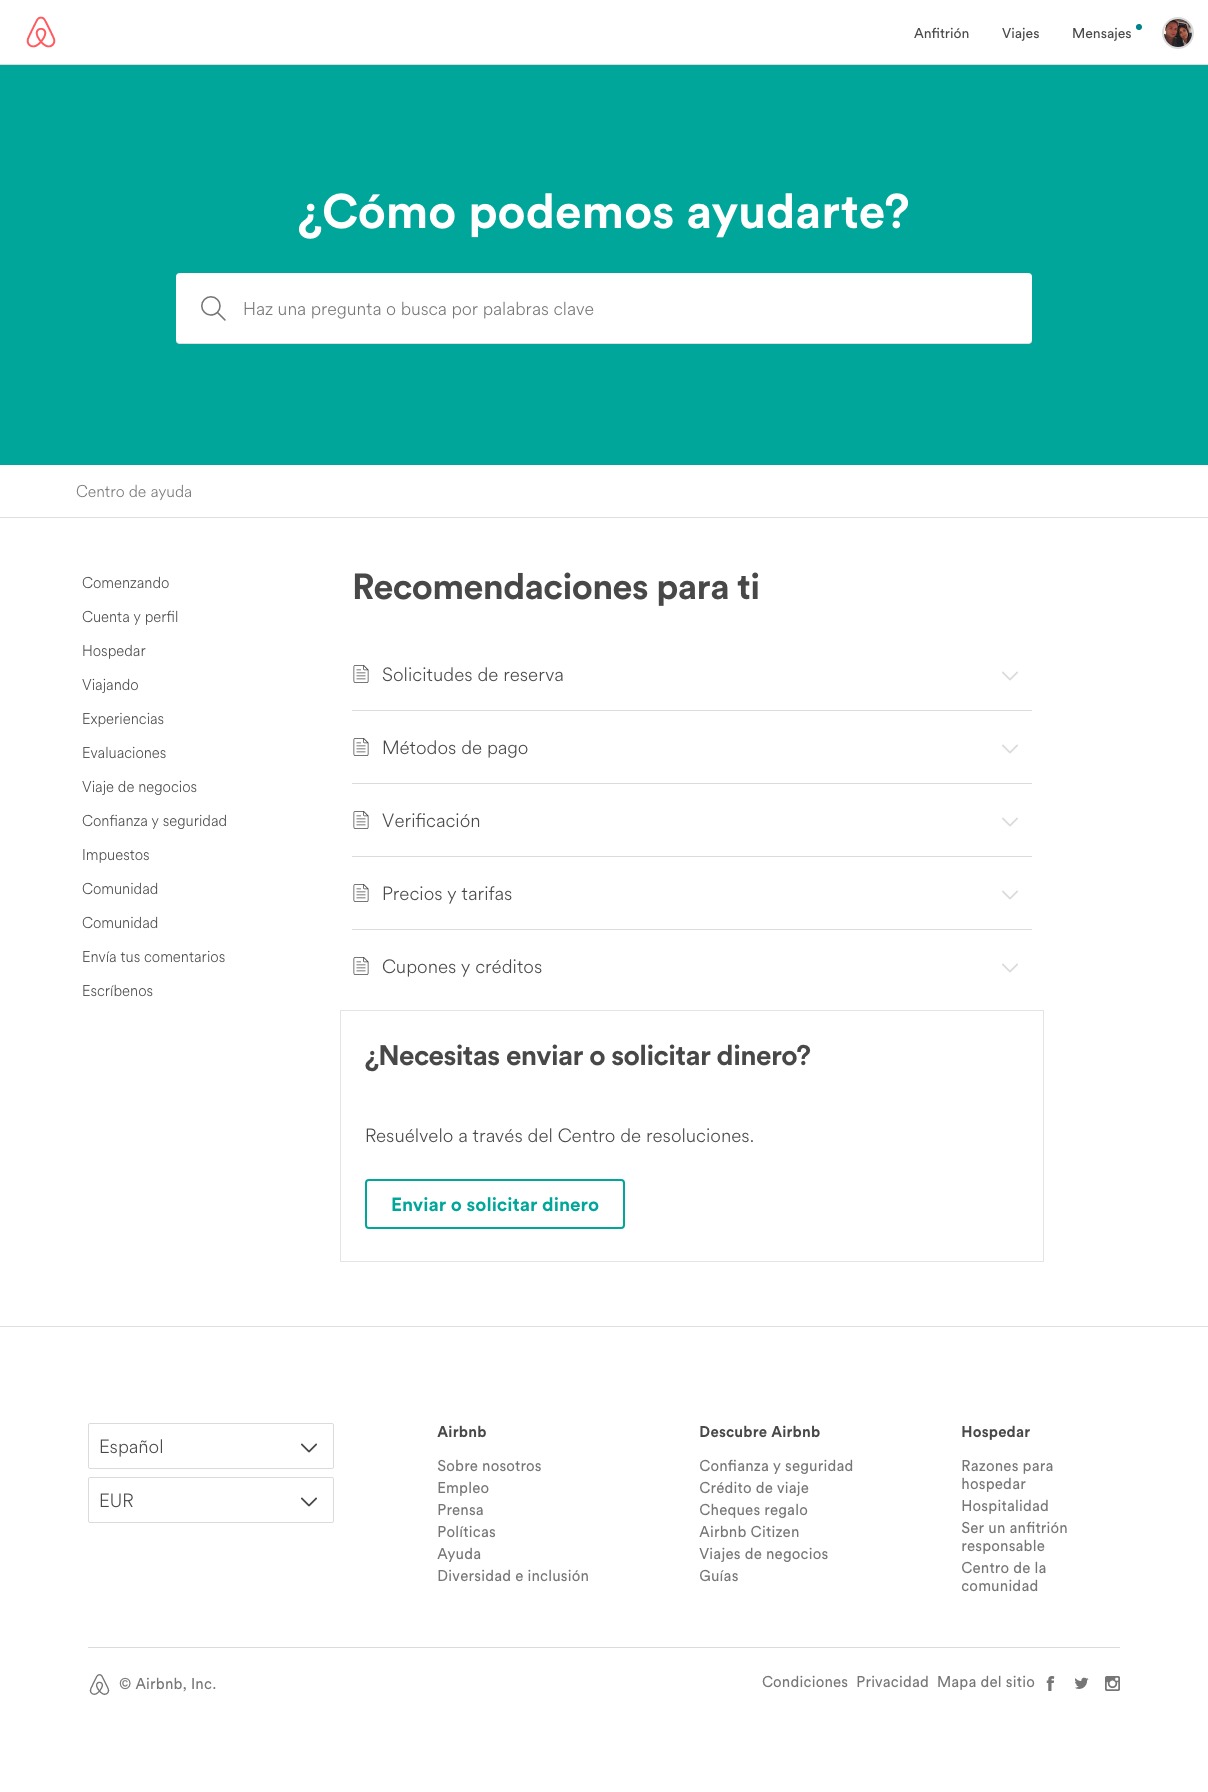 Anfitrión
Viajes
Mensajes
¿Cómo podemos ayudarte?
Haz una pregunta o busca por palabras clave
Centro de ayuda
Comenzando
Cuenta y perfil
Hospedar
Viajando
Experiencias
Evaluaciones
Viaje de negocios
Confianza y seguridad
Impuestos
Comunidad
Comunidad
Envía tus comentarios
Escríbenos
Recomendaciones para ti
Solicitudes de reserva
Métodos de pago
Verificación
Precios y tarifas
Cupones y créditos
¿Necesitas enviar o solicitar dinero?
Resuélvelo a través del Centro de resoluciones.
Enviar o solicitar dinero
Español
EUR
Airbnb
Sobre nosotros
Empleo
Prensa
Políticas
Ayuda
Diversidad e inclusión
Descubre Airbnb
Confianza y seguridad
Crédito de viaje
Cheques regalo
Airbnb Citizen
Viajes de negocios
Guías
Hospedar
Razones para
hospedar
Hospitalidad
Ser un anfitrión
responsable
Centro de la
comunidad
© Airbnb, Inc.
Condiciones Privacidad Mapa del sitio